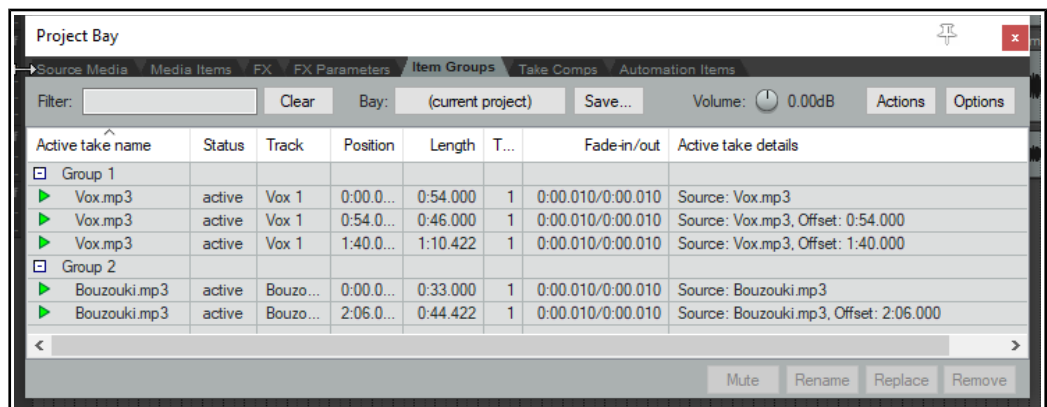 Project Bay
x
Source Media Media Items FX FX Parameters Item Groups Take Comps Automation Items
Filter: Clear Bay: (current project) Save... Volume: 0.00dB Actions Options
Active take name Status Track Position Length T... Fade-in/out Active take details
Group 1
Vox.mp3 active Vox 1 0:00.0... 0:54.000 1 0:00.010/0:00.010 Source: Vox.mp3
Vox.mp3 active Vox 1 0:54.0... 0:46.000 1 0:00.010/0:00.010 Source: Vox.mp3, Offset: 0:54.000
Vox.mp3 active Vox 1 1:40.0... 1:10.422 1 0:00.010/0:00.010 Source: Vox.mp3, Offset: 1:40.000
Group 2
Bouzouki.mp3 active Bouzo... 0:00.0... 0:33.000 1 0:00.010/0:00.010 Source: Bouzouki.mp3
Bouzouki.mp3 active Bouzo... 2:06.0... 0:44.422 1 0:00.010/0:00.010 Source: Bouzouki.mp3, Offset: 2:06.000
Mute Rename Replace Remove